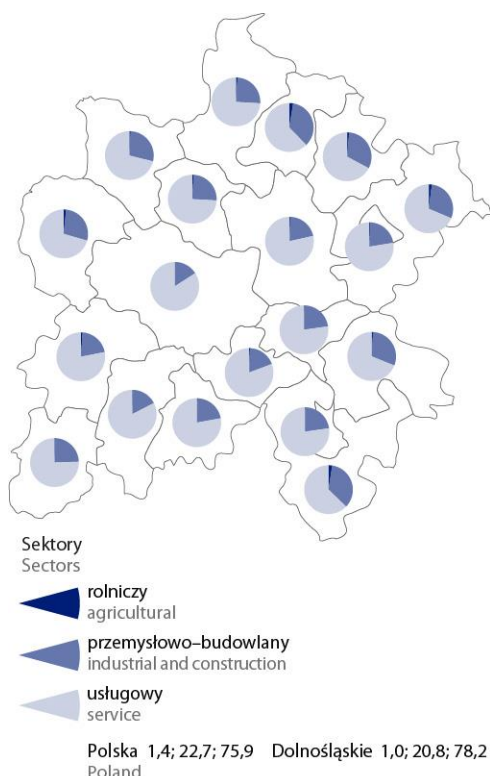 Sektory
Sectors
rolniczy
agricultural
przemysłowo–budowlany
industrial and construction
usługowy
service
Polska 1,4; 22,7; 75,9 Dolnośląskie 1,0; 20,8; 78,2
Poland